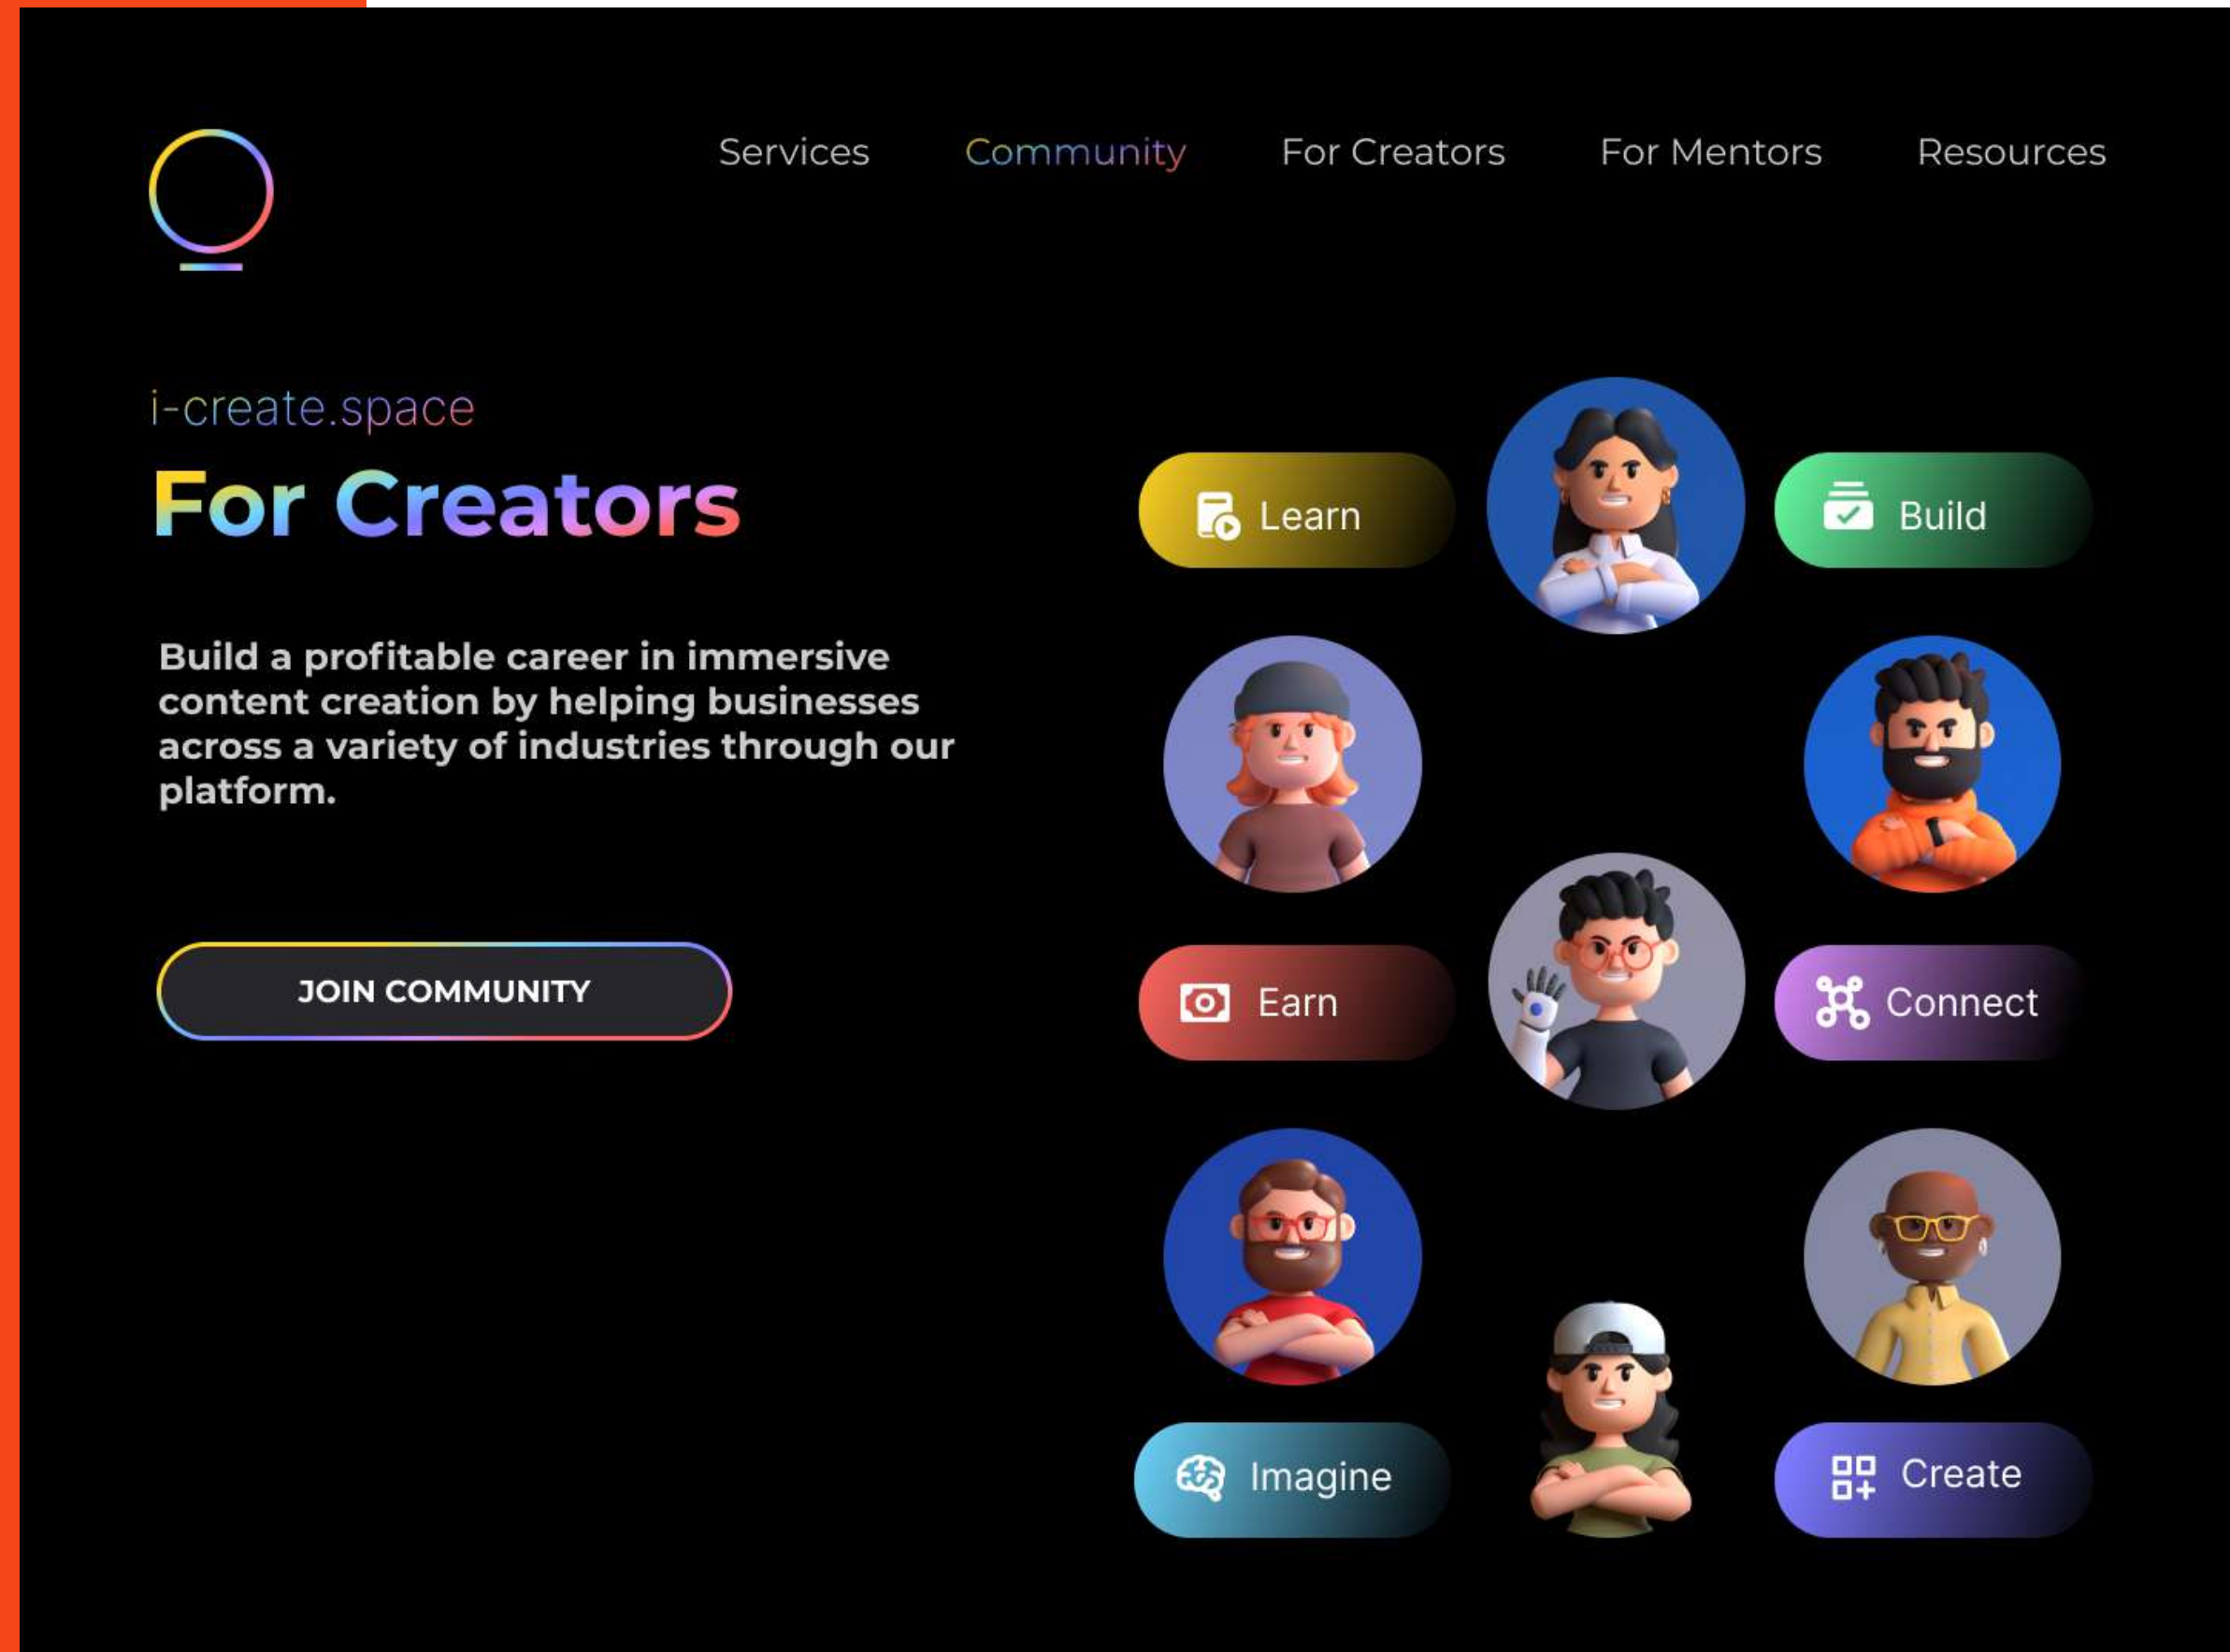 Services
Community
For Creators
For Mentors
Resources
i-create.space
For Creators
Build a profitable career in immersive
content creation by helping businesses
across a variety of industries through our
platform.
JOIN COMMUNITY
Learn
Build
Earn
Connect
Imagine
Create